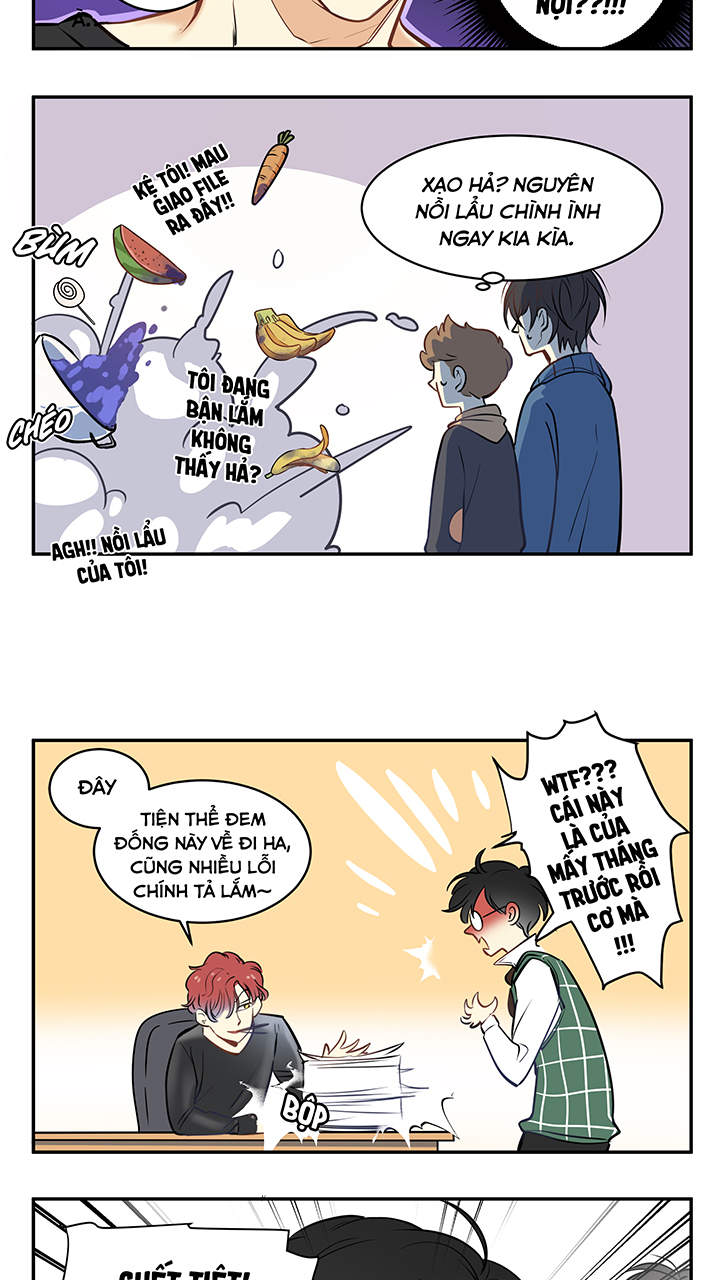 À..
NỘI??!!!
KỆ TÔI! MAU
GIAO FILE
RA ĐÂY!!
XẠO HẢ? NGUYÊN
NỒI LẨU CHÌNH ÌNH
NGAY KIA KÌA.
BÙM
CHÉO
TÔI ĐANG
BẬN LẮM
KHÔNG
THẤY HẢ?
AGH!! NỒI LẨU
CỦA TÔI!
ĐÂY
TIỆN THỂ ĐEM
ĐỐNG NÀY VỀ ĐI HA,
CŨNG NHIỀU LỖI
CHÍNH TẢ LẮM~
WTF???
CÁI NÀY
LÀ CỦA
MẤY THÁNG
TRƯỚC RỒI
CƠ MÀ
!!!
BỘP
CHẾT TIỆT!